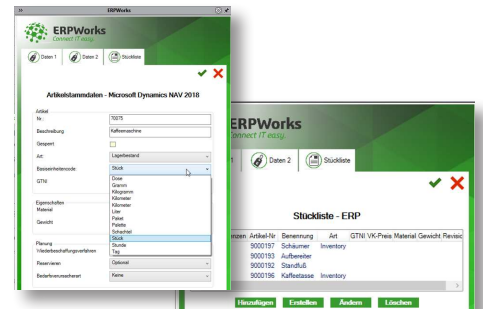 ERPWorks
ERPWorks
Connect IT easy.
Daten 1
Daten 2
Stückliste
Artikelstammdaten - Microsoft Dynamics NAV 2018
Artikel
Nr.:
70075
Beschreibung
Kaffeemaschine
Gesperrt
Art
Lagerbestand
Basiseinheitencode
Stück
GTNI
Dose
Gramm
Kilogramm
Kilometer
Kilometer
Liter
Paket
Palette
Schachtel
Stück
Stunde
Tag
Eigenschaften
Material
Gewicht
Planung
Wiederbeschaffungsverfahren
Reservieren
Optional
Bedarfsverursacherart
Keine
ERPWorks
Connect IT easy.
1
Daten 2
Stückliste
Stückliste - ERP
Artikel-Nr Benennung Art GTNI VK-Preis Material Gewicht Revisio
9000197 Schäumer Inventory
9000193 Aufbereiter
9000192 Standfuß
9000196 Kaffeetasse Inventory
Hinzufügen Erstellen Ändern Löschen